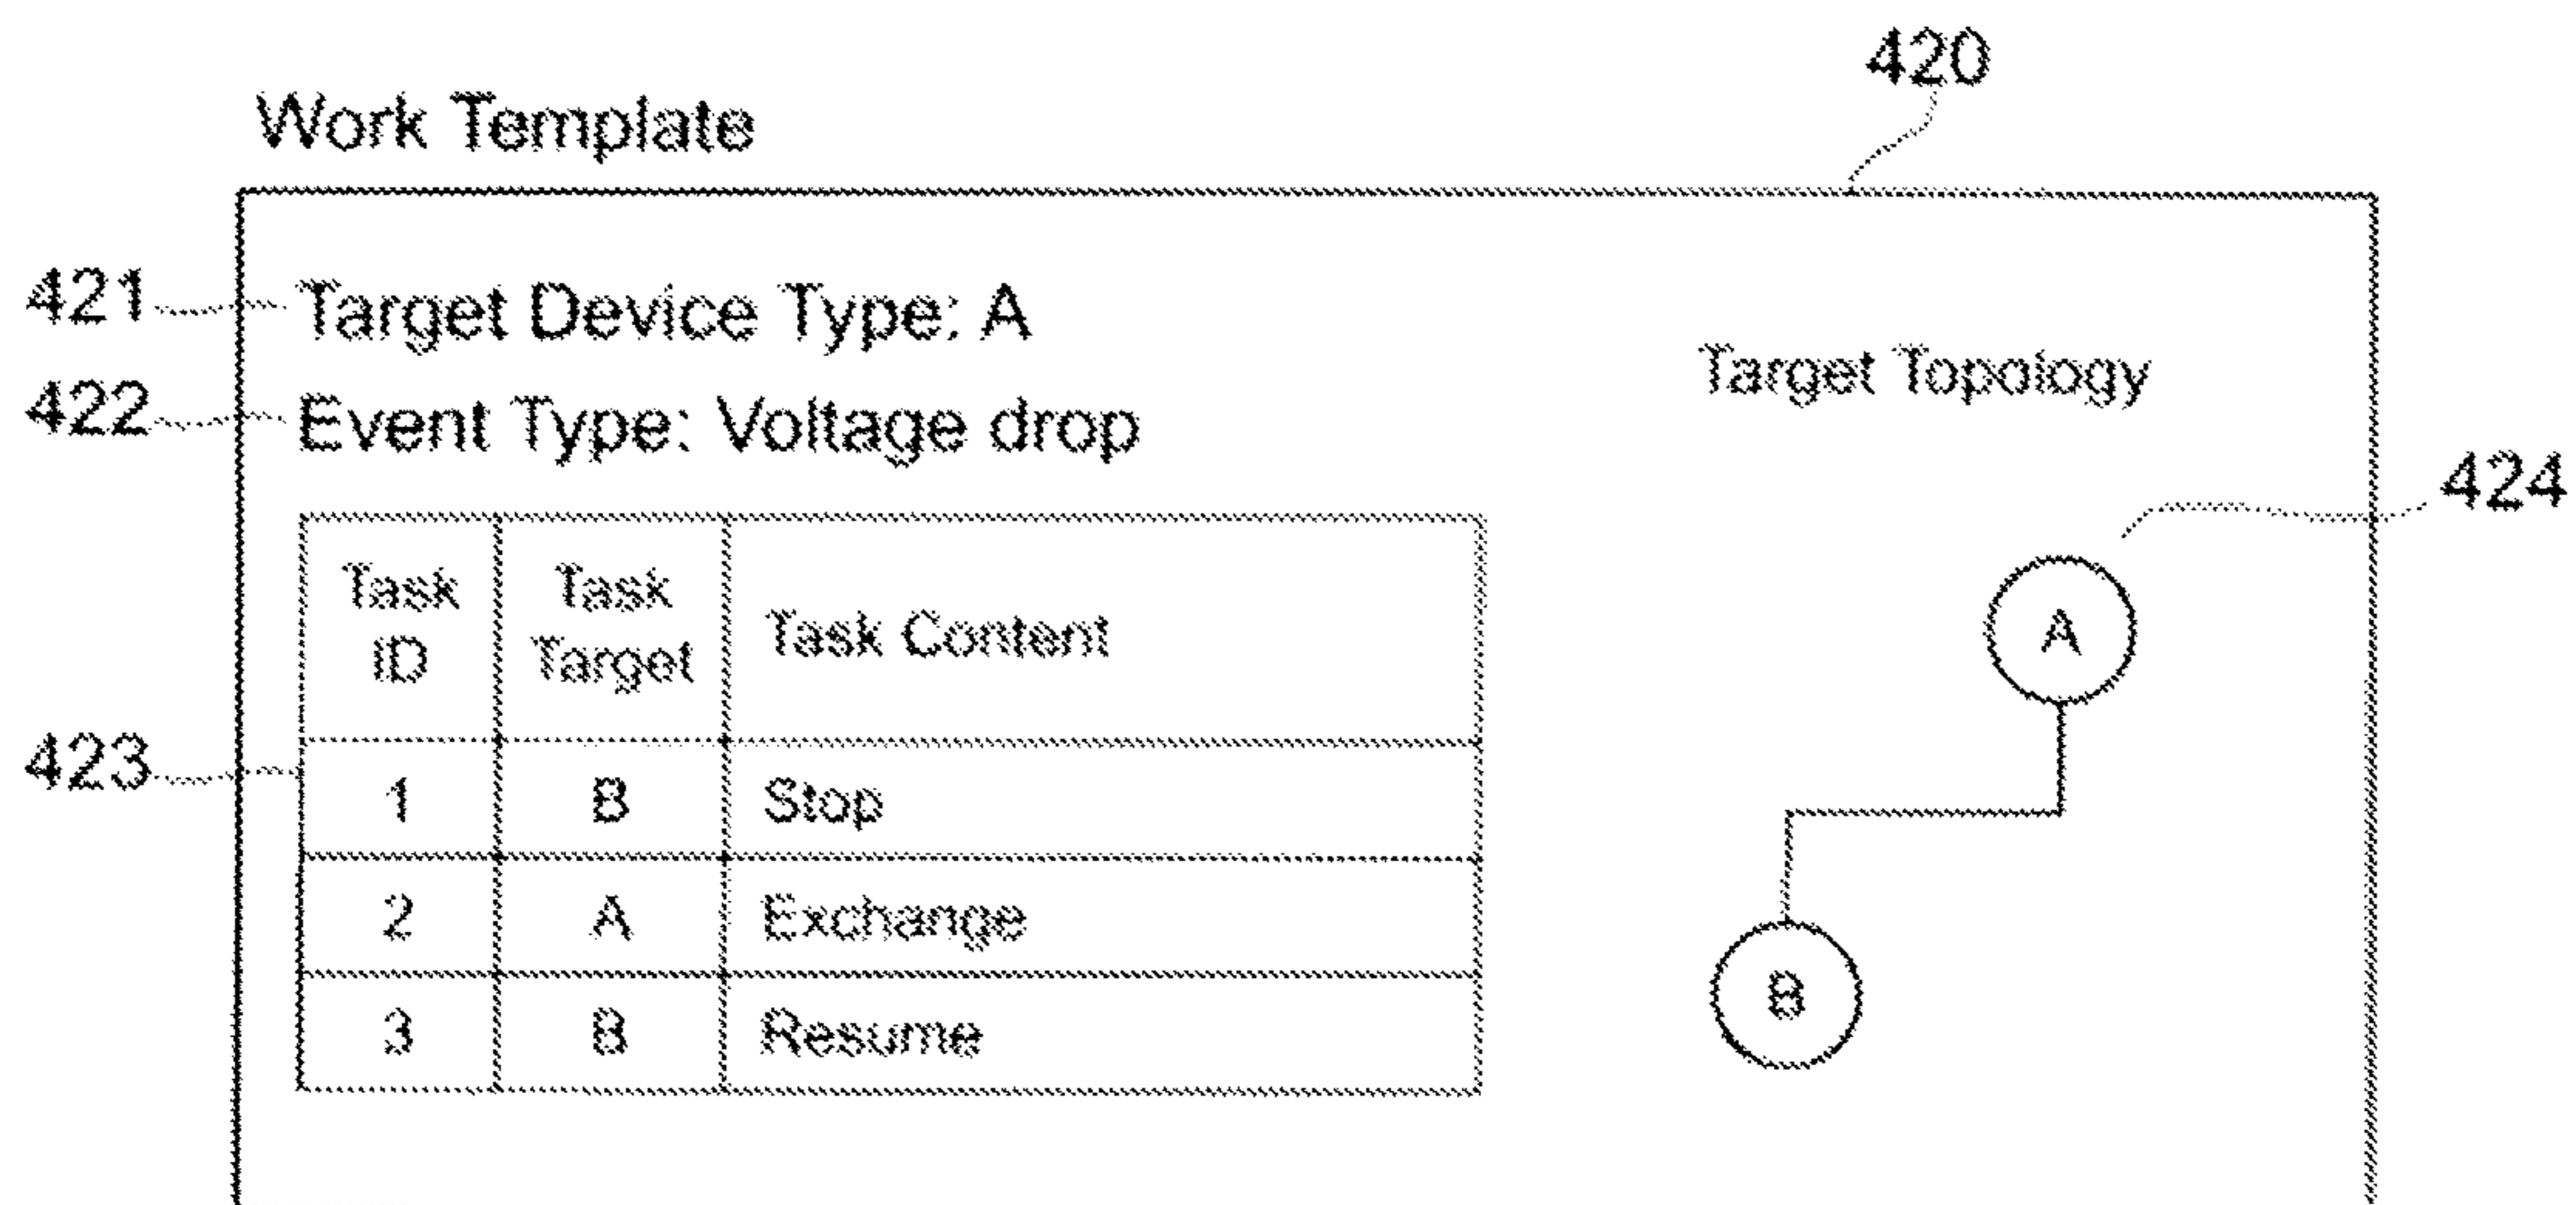 420
Work Template
421 Target Device Type: A
Target Topology
422 Event Type: Voltage drop
424
Task ID Task Target Task Content
423
1 B Stop
2 A Exchange
3 B Resume
A
B